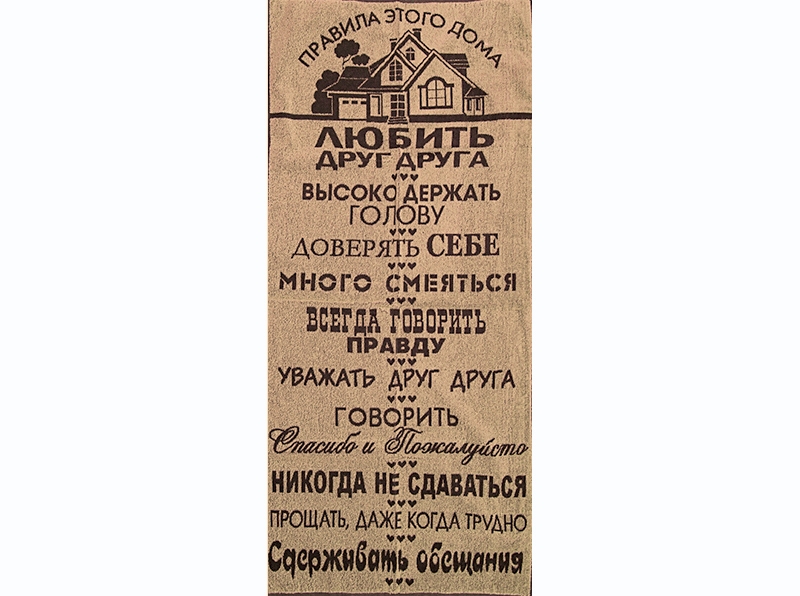 ПРАВИЛА ЭТОГО ДОМА
ЛЮБИТЬ
ДРУГ ДРУГА
ВЫСОКО ДЕРЖАТЬ
ГОЛОВУ
ДОВЕРЯТЬ СЕБЕ
МНОГО СМЕЯТЬСЯ
ВСЕГДА ГОВОРИТЬ
ПРАВДУ
УВАЖАТЬ ДРУГ ДРУГА
ГОВОРИТЬ
Спасибо и Пожалуйсто
НИКОГДА НЕ СДАВАТЬСЯ
ПРОЩАТЬ, ДАЖЕ КОГДА ТРУДНО
Сдерживать обещания